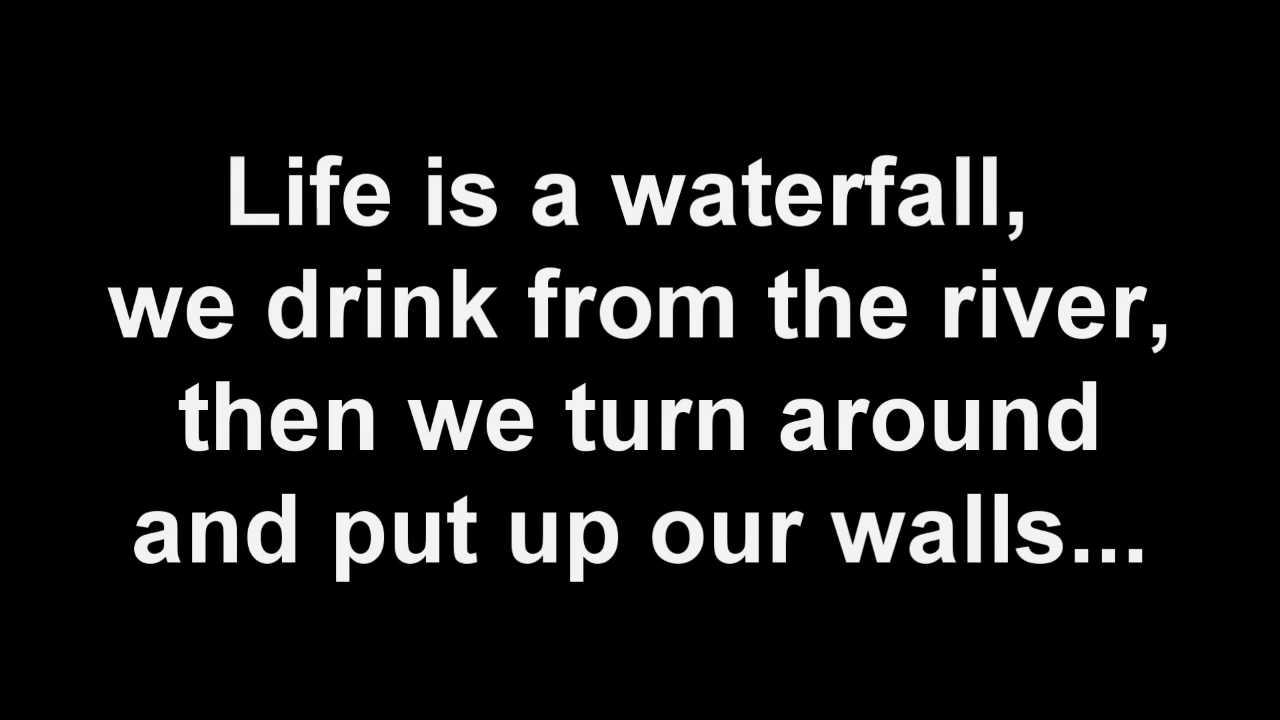 Life is a waterfall,
we drink from the river,
then we turn around
and put up our walls...